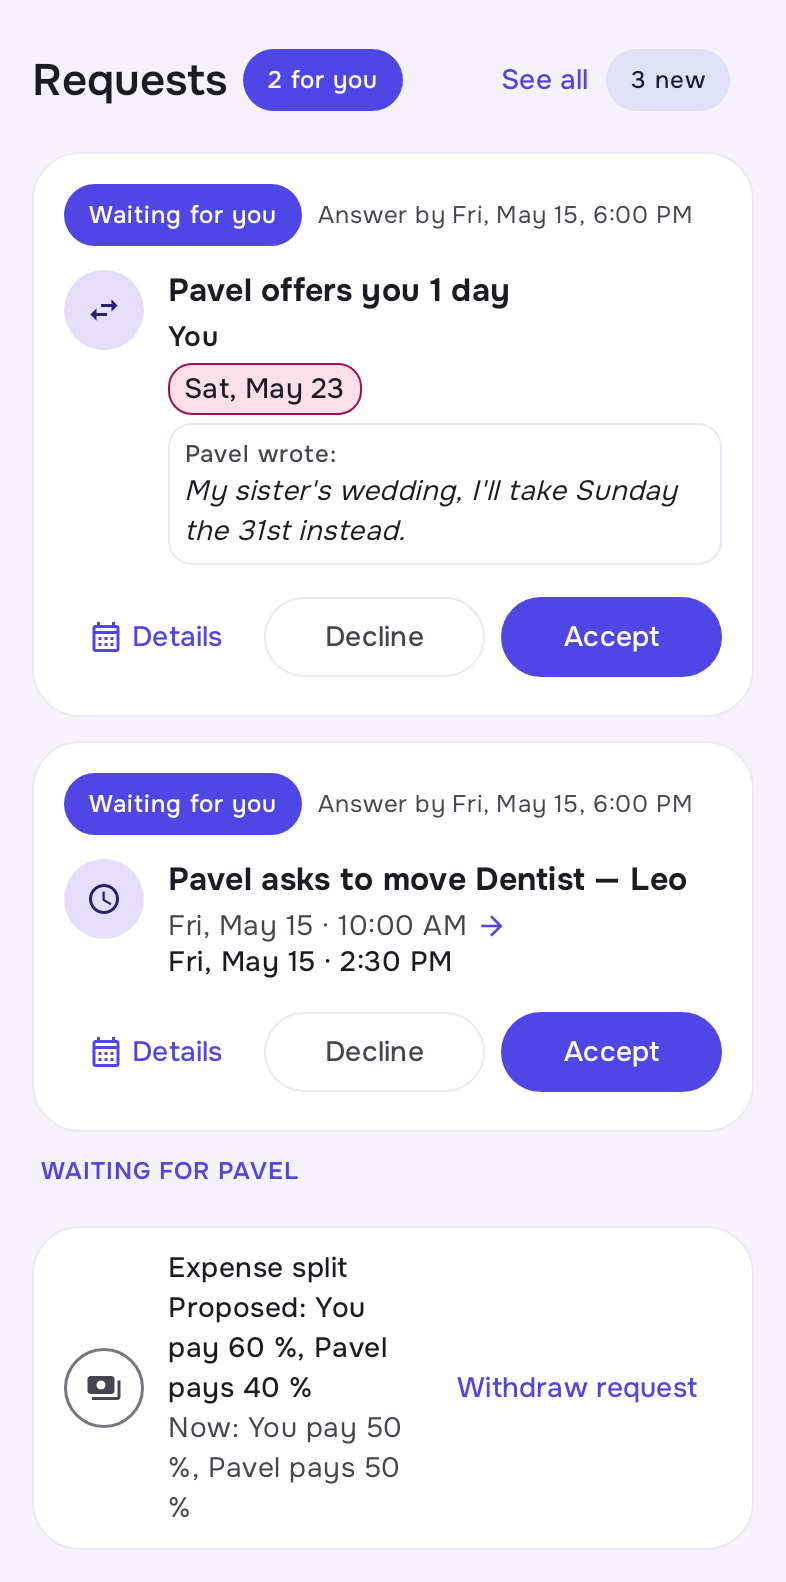 Requests 2 for you See all 3 new
Waiting for you Answer by Fri, May 15, 6:00 PM
Pavel offers you 1 day
You
Sat, May 23
Pavel wrote:
My sister's wedding, I'll take Sunday
the 31st instead.
Details Decline Accept
Waiting for you Answer by Fri, May 15, 6:00 PM
Pavel asks to move Dentist — Leo
Fri, May 15 · 10:00 AM →
Fri, May 15 · 2:30 PM
Details Decline Accept
WAITING FOR PAVEL
Expense split
Proposed: You
pay 60 %, Pavel
pays 40 %
Now: You pay 50
%, Pavel pays 50
%
Withdraw request